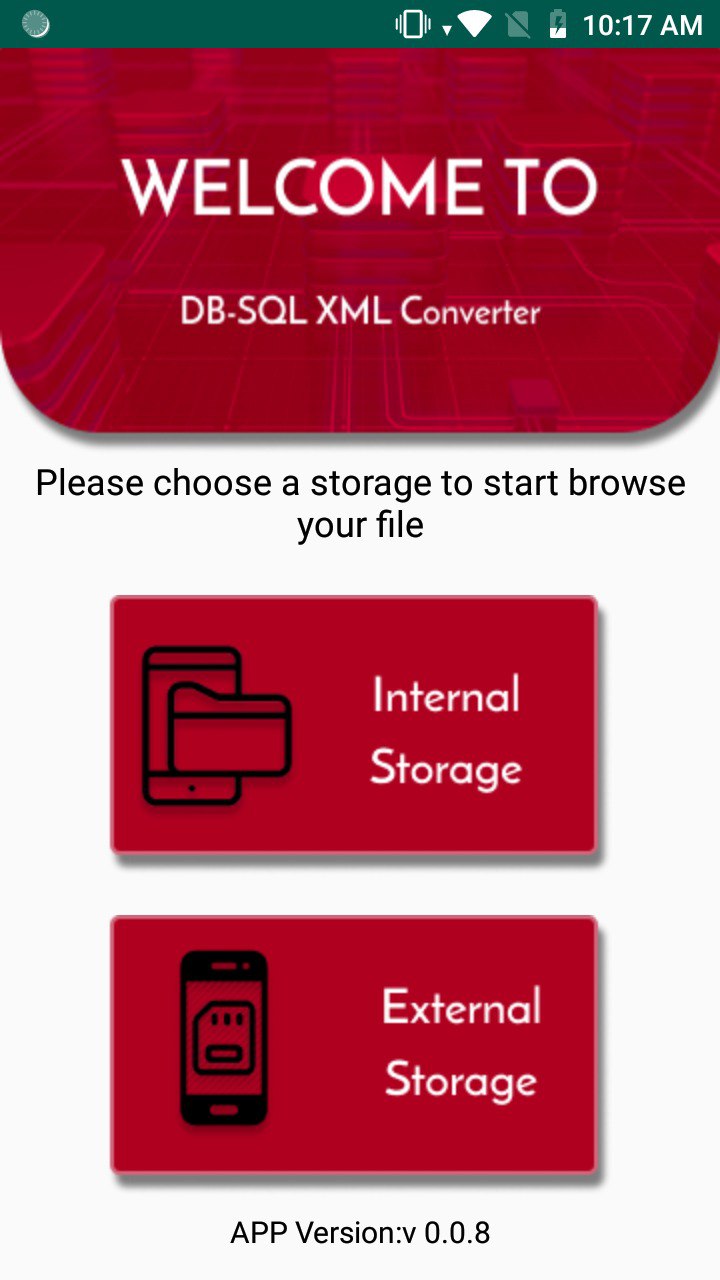 10:17 AM
WELCOME TO
DB-SQL XML Converter
Please choose a storage to start browse
your file
Internal
Storage
External
Storage
APP Version:v 0.0.8